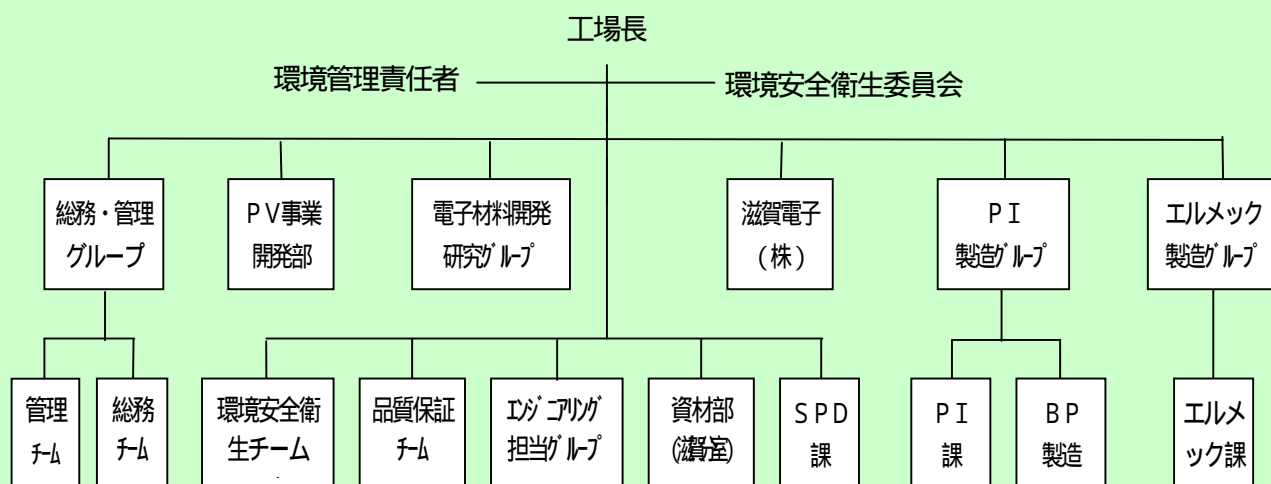 工場長
環境管理責任者
環境安全衛生委員会
総務・管理
グループ
ＰＶ事業
開発部
電子材料開発
研究グループ
滋賀電子
(株)
ＰＩ
製造グループ
エルメック
製造グループ
管理
チーム
総務
チーム
環境安全衛
生チーム
品質保証
チーム
エンジニアリング
担当グループ
資材部
(滋賀分室)
ＳＰＤ
課
ＰＩ
課
ＢＰ
製造
エルメ
ック課